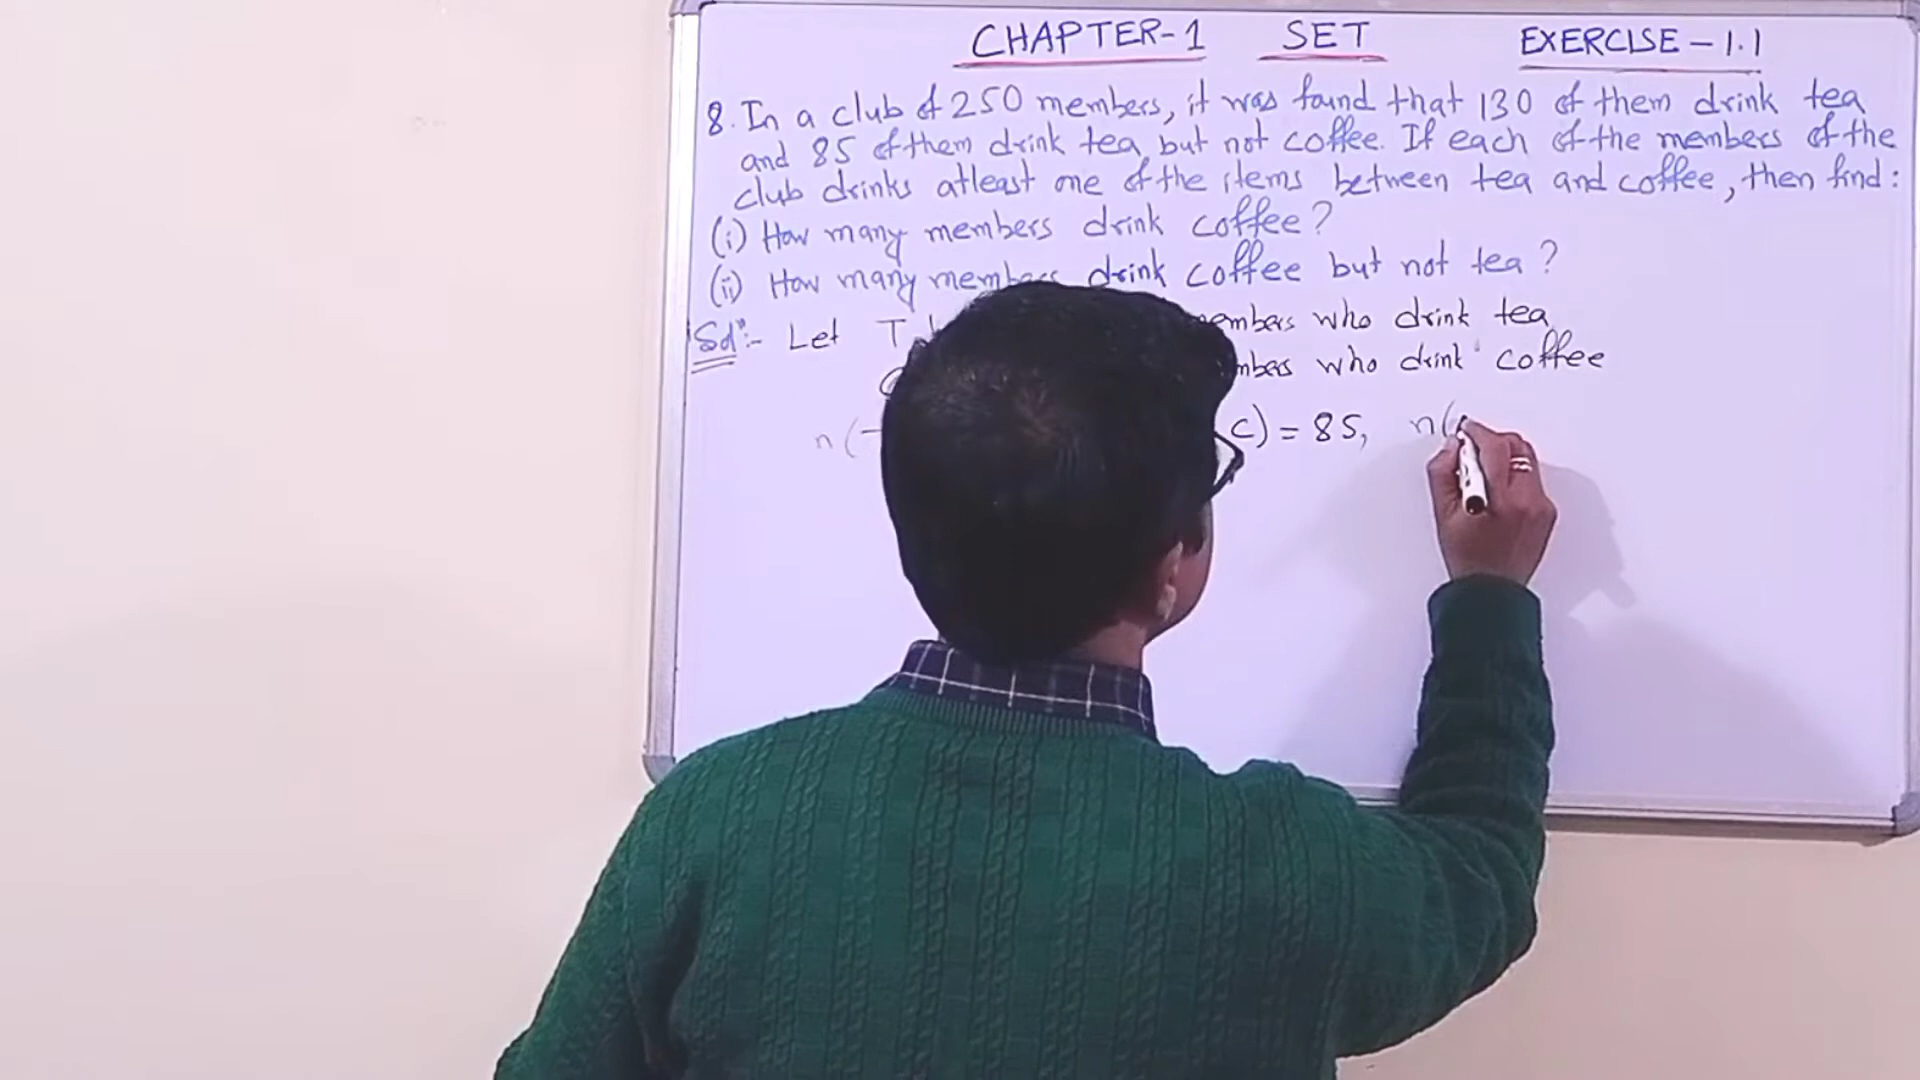 CHAPTER-1 SET EXERCISE-1.1
8. In a club of 250 members, it was found that 130 of them drink tea
and 85 of them drink tea but not coffee. If each of the members of the
club drinks atleast one of the items between tea and coffee, then find:
(i) How many members drink coffee?
(ii) How many members drink coffee but not tea?
Solⁿ:- Let T members who drink tea
who drink coffee
n(T C) = 85, n(